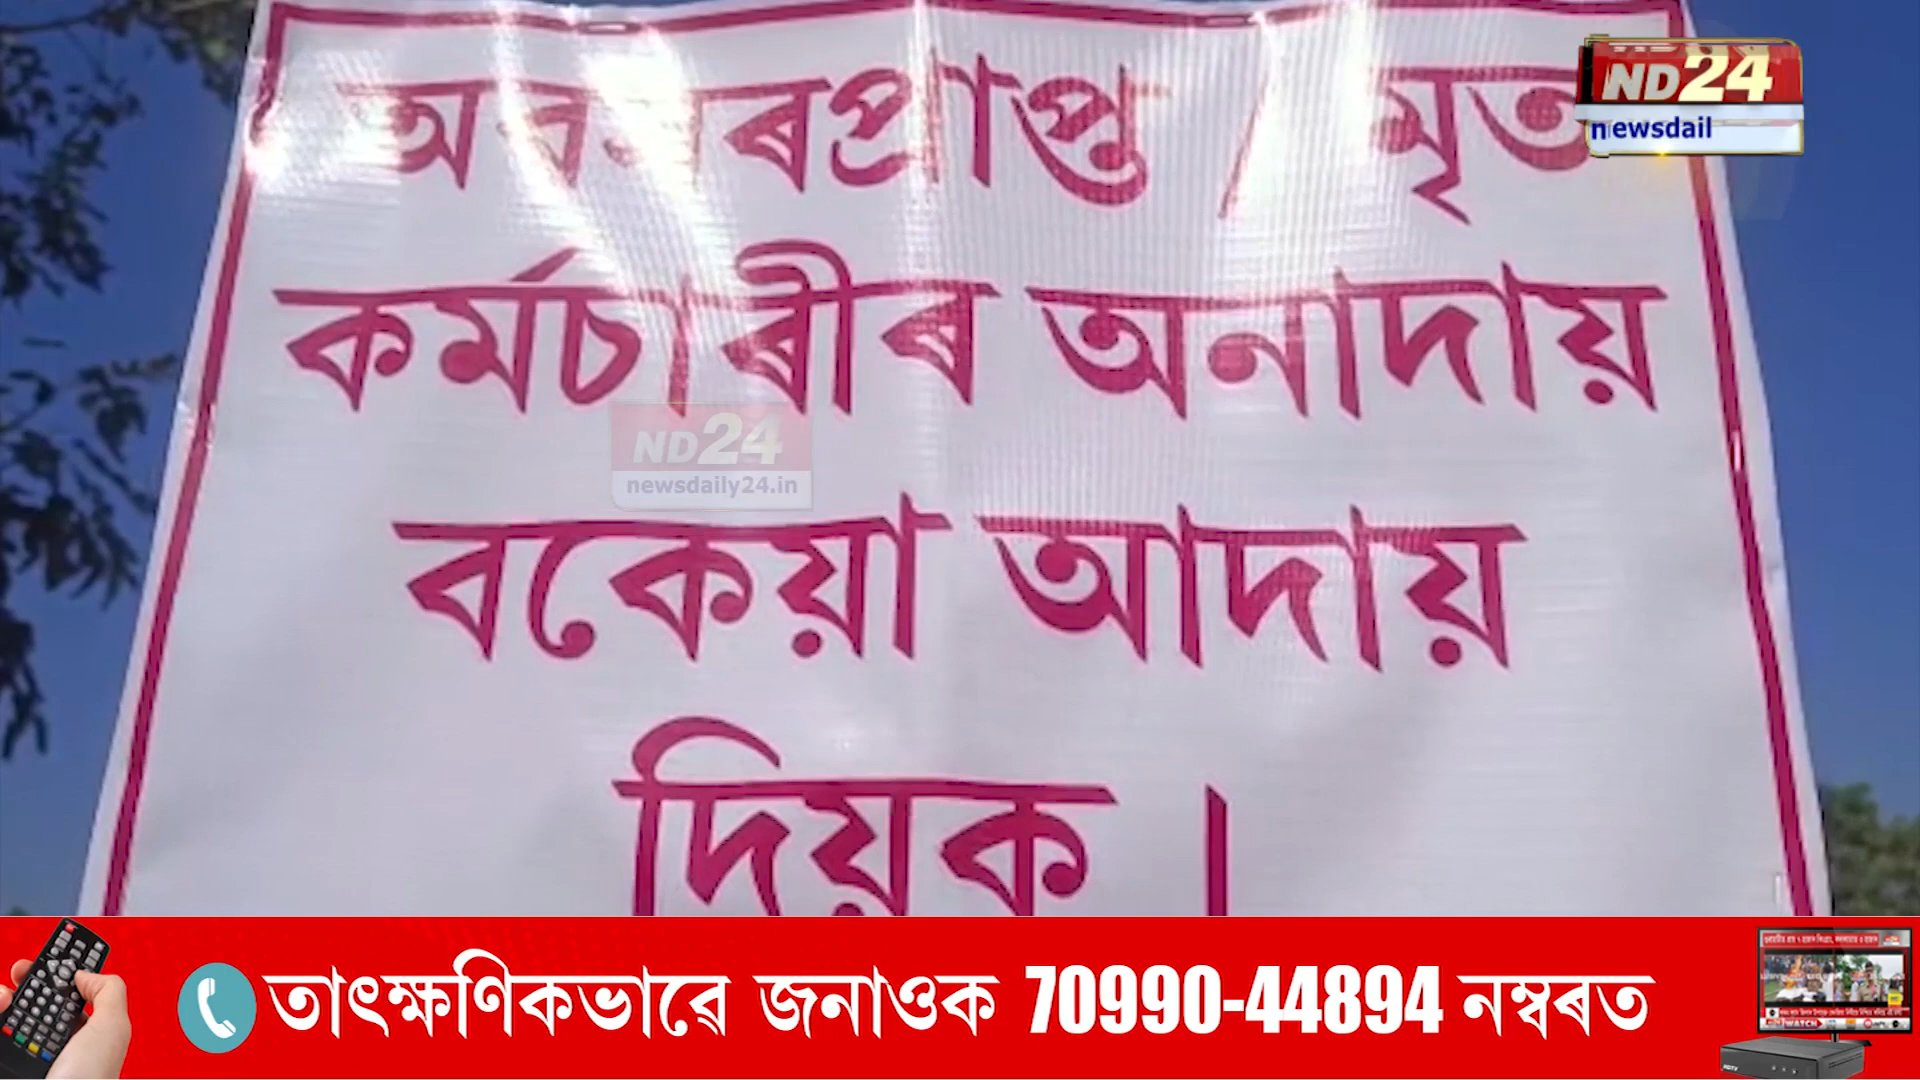 অবসৰপ্ৰাপ্ত / মৃত
কৰ্মচাৰীৰ অনাদায়
বকেয়া আদায়
দিয়ক ।
ND24
newsdail
ND24
newsdaily24.in
তাৎক্ষণিকভাৱে জনাওক 70990-44894 নম্বৰত